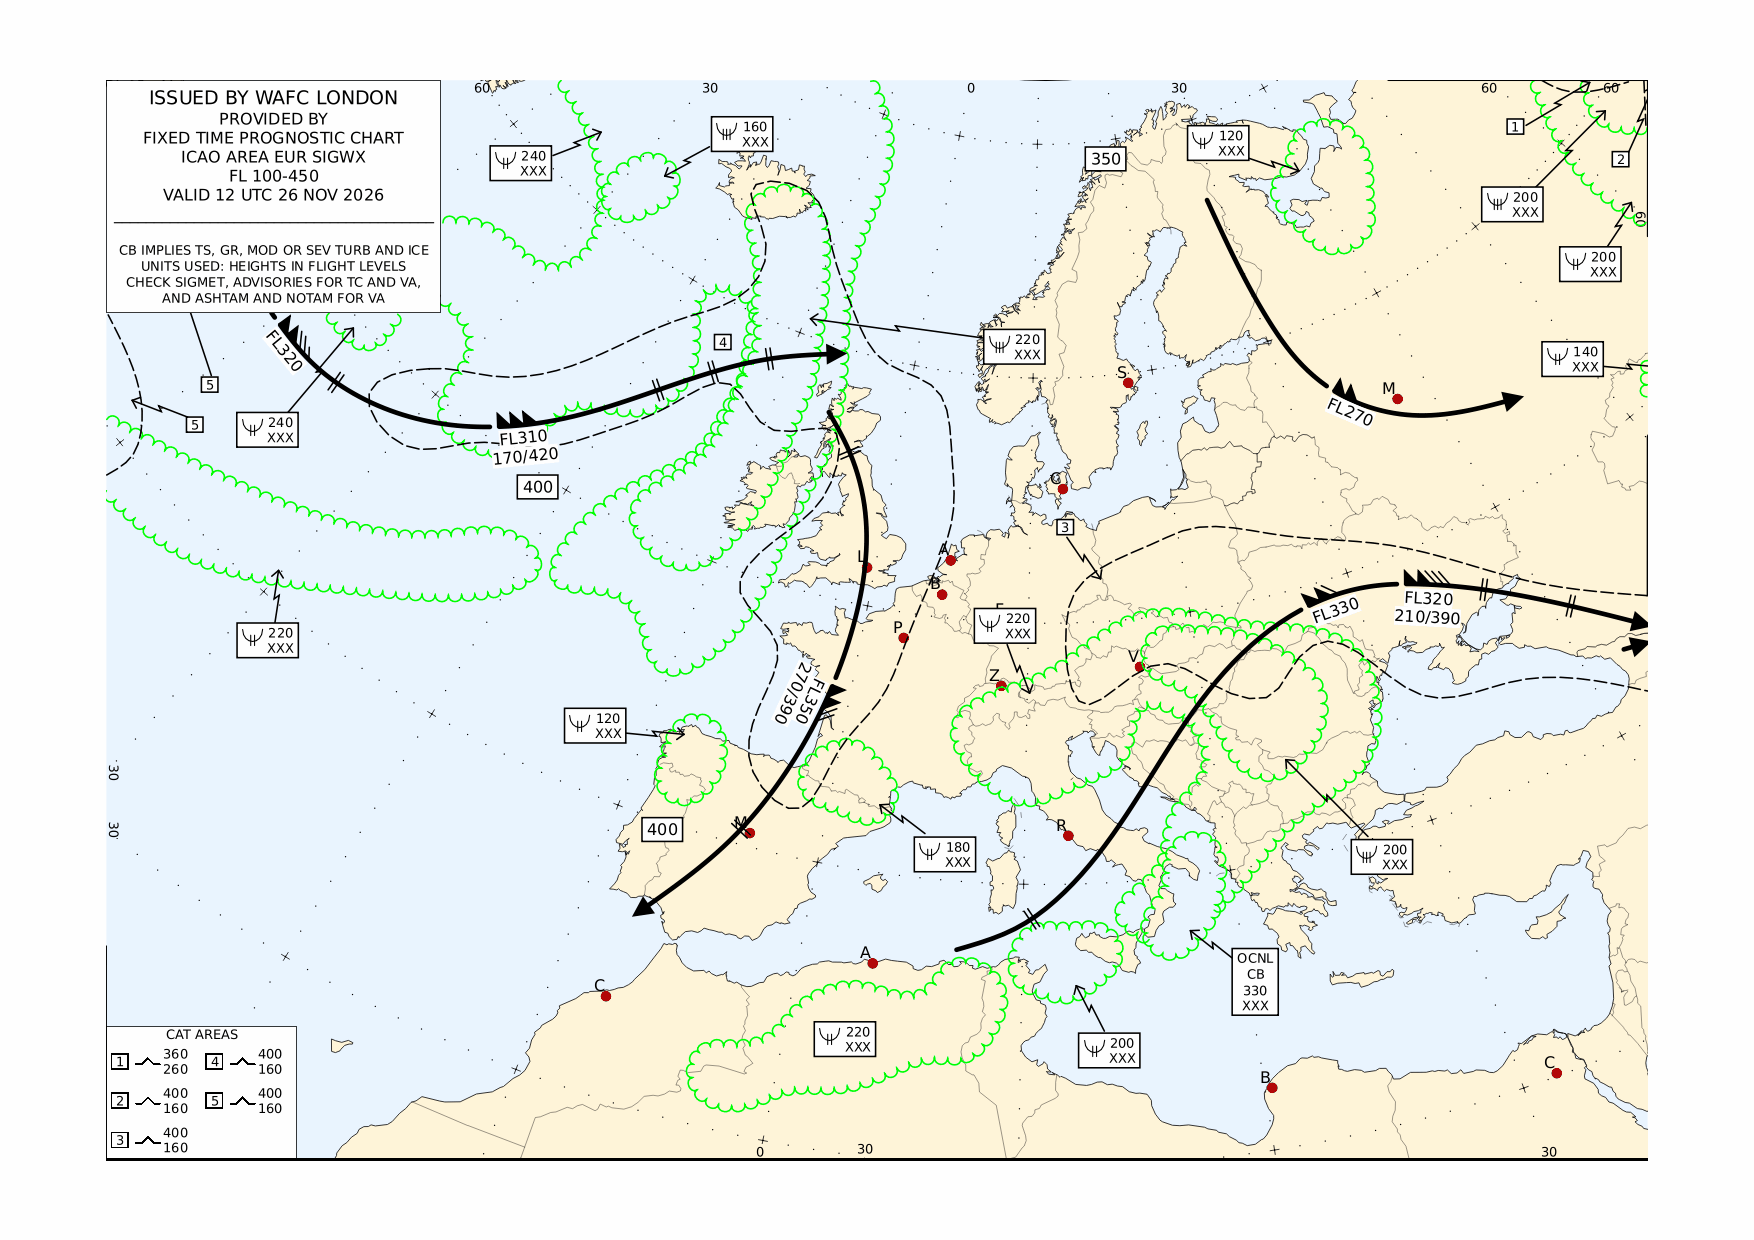 60
30
0
30
60
60
ISSUED BY WAFC LONDON
PROVIDED BY
FIXED TIME PROGNOSTIC CHART
ICAO AREA EUR SIGWX
FL 100-450
VALID 12 UTC 26 NOV 2026
CB IMPLIES TS, GR, MOD OR SEV TURB AND ICE
UNITS USED: HEIGHTS IN FLIGHT LEVELS
CHECK SIGMET, ADVISORIES FOR TC AND VA,
AND ASHTAM AND NOTAM FOR VA
240
XXX
160
XXX
350
120
XXX
1
2
200
XXX
60
200
XXX
FL320
4
220
XXX
140
XXX
5
5
240
XXX
S
M
FL270
FL310
170/420
400
C
3
L
A
B
FL330
FL320
210/390
220
XXX
F
220
XXX
P
V
Z
FL350
270/390
120
XXX
30
30
400
M
R
180
XXX
200
XXX
A
C
OCNL
CB
330
XXX
220
XXX
200
XXX
B
C
CAT AREAS
1
360
260
4
400
160
2
400
160
5
400
160
3
400
160
0
30
30